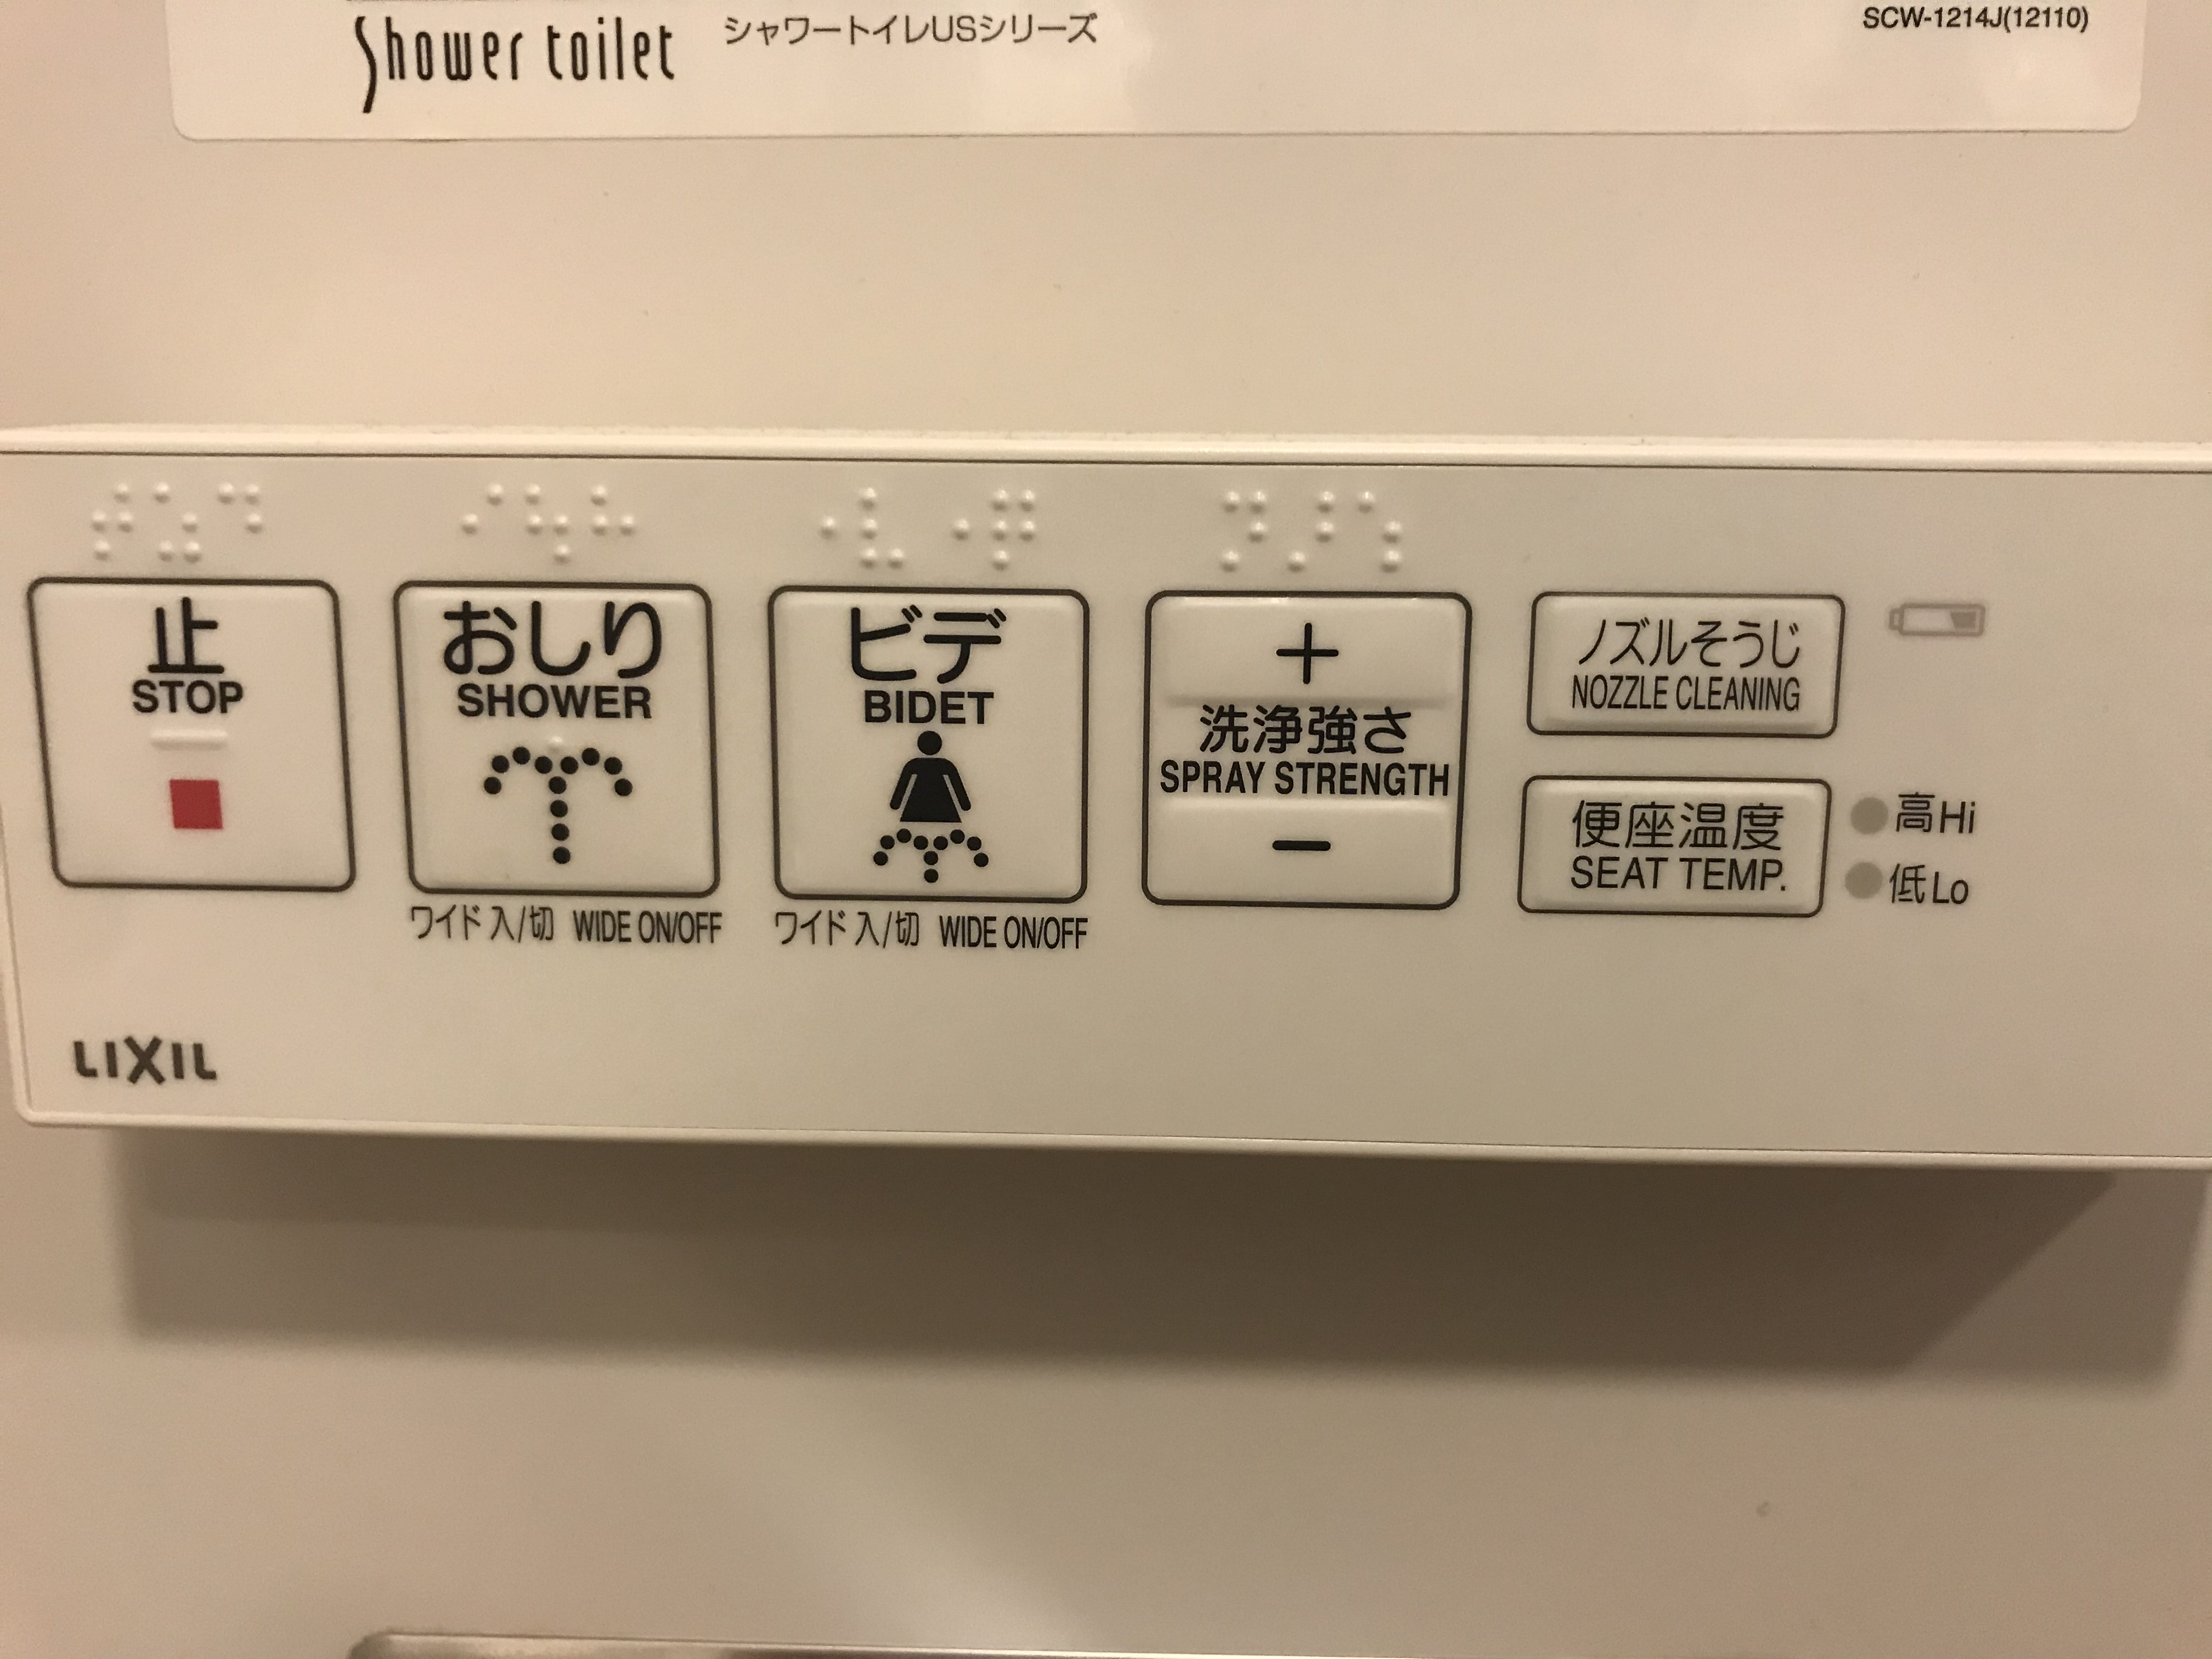 Shower toilet シャワートイレUSシリーズ SCW-1214J(12110)
止
STOP
おしり
SHOWER
ワイド 入/切 WIDE ON/OFF
ビデ
BIDET
ワイド 入/切 WIDE ON/OFF
+
洗浄強さ
SPRAY STRENGTH
−
ノズルそうじ
NOZZLE CLEANING
便座温度
SEAT TEMP.
高Hi
低Lo
LIXIL